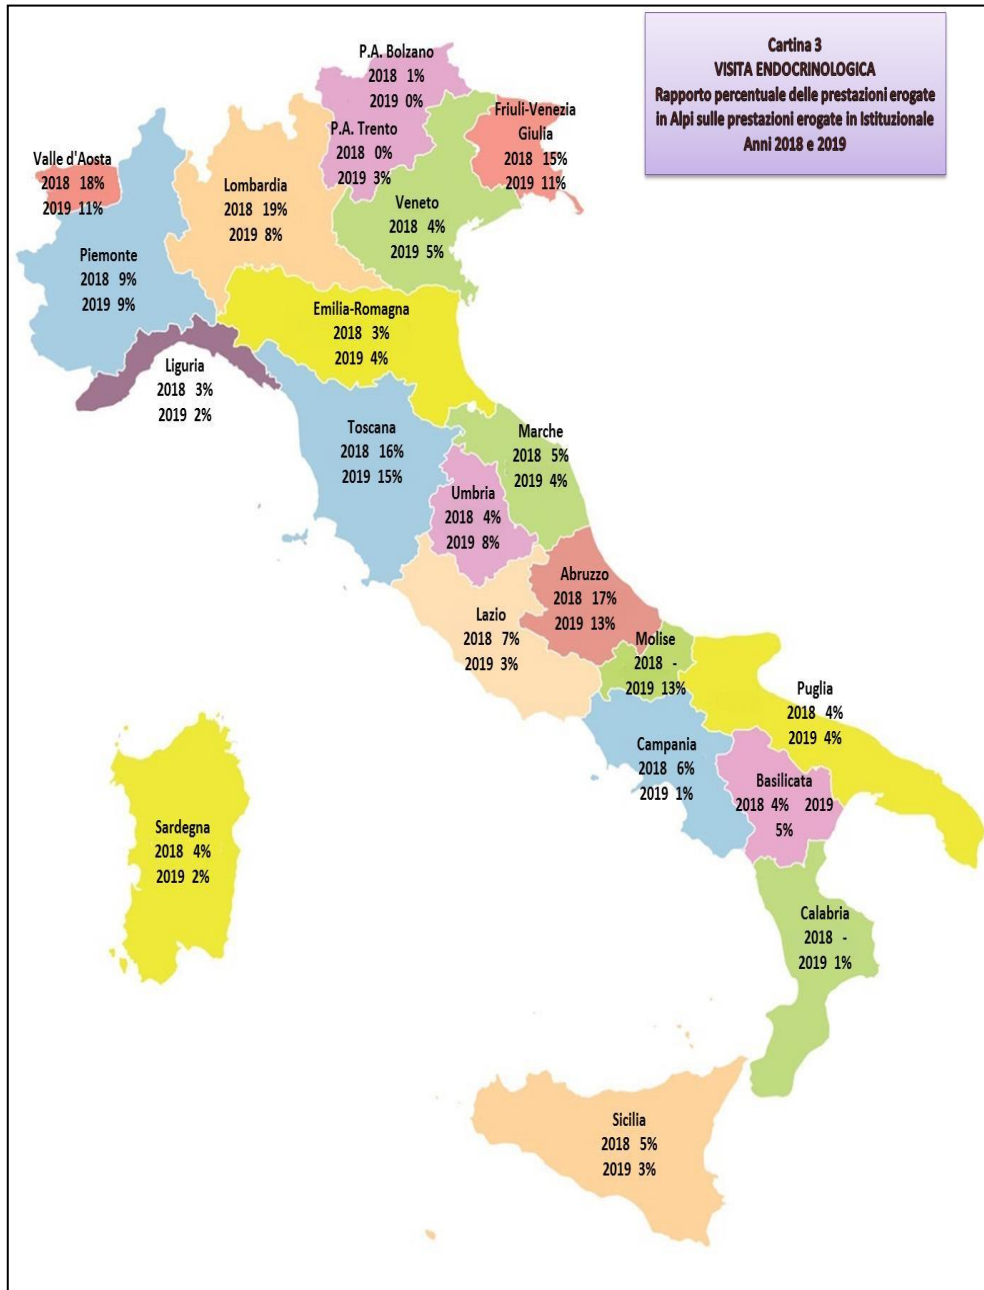 Cartina 3
VISITA ENDOCRINOLOGICA
Rapporto percentuale delle prestazioni erogate
in Alpi sulle prestazioni erogate in Istituzionale
Anni 2018 e 2019
P.A. Bolzano
2018 1%
2019 0%
P.A. Trento
2018 0%
2019 3%
Friuli-Venezia
Giulia
2018 15%
2019 11%
Valle d'Aosta
2018 18%
2019 11%
Lombardia
2018 19%
2019 8%
Veneto
2018 4%
2019 5%
Piemonte
2018 9%
2019 9%
Emilia-Romagna
2018 3%
2019 4%
Liguria
2018 3%
2019 2%
Toscana
2018 16%
2019 15%
Marche
2018 5%
2019 4%
Umbria
2018 4%
2019 8%
Abruzzo
2018 17%
2019 13%
Lazio
2018 7%
2019 3%
Molise
2018 -
2019 13%
Puglia
2018 4%
2019 4%
Campania
2018 6%
2019 1%
Basilicata
2018 4% 2019
5%
Sardegna
2018 4%
2019 2%
Calabria
2018 -
2019 1%
Sicilia
2018 5%
2019 3%